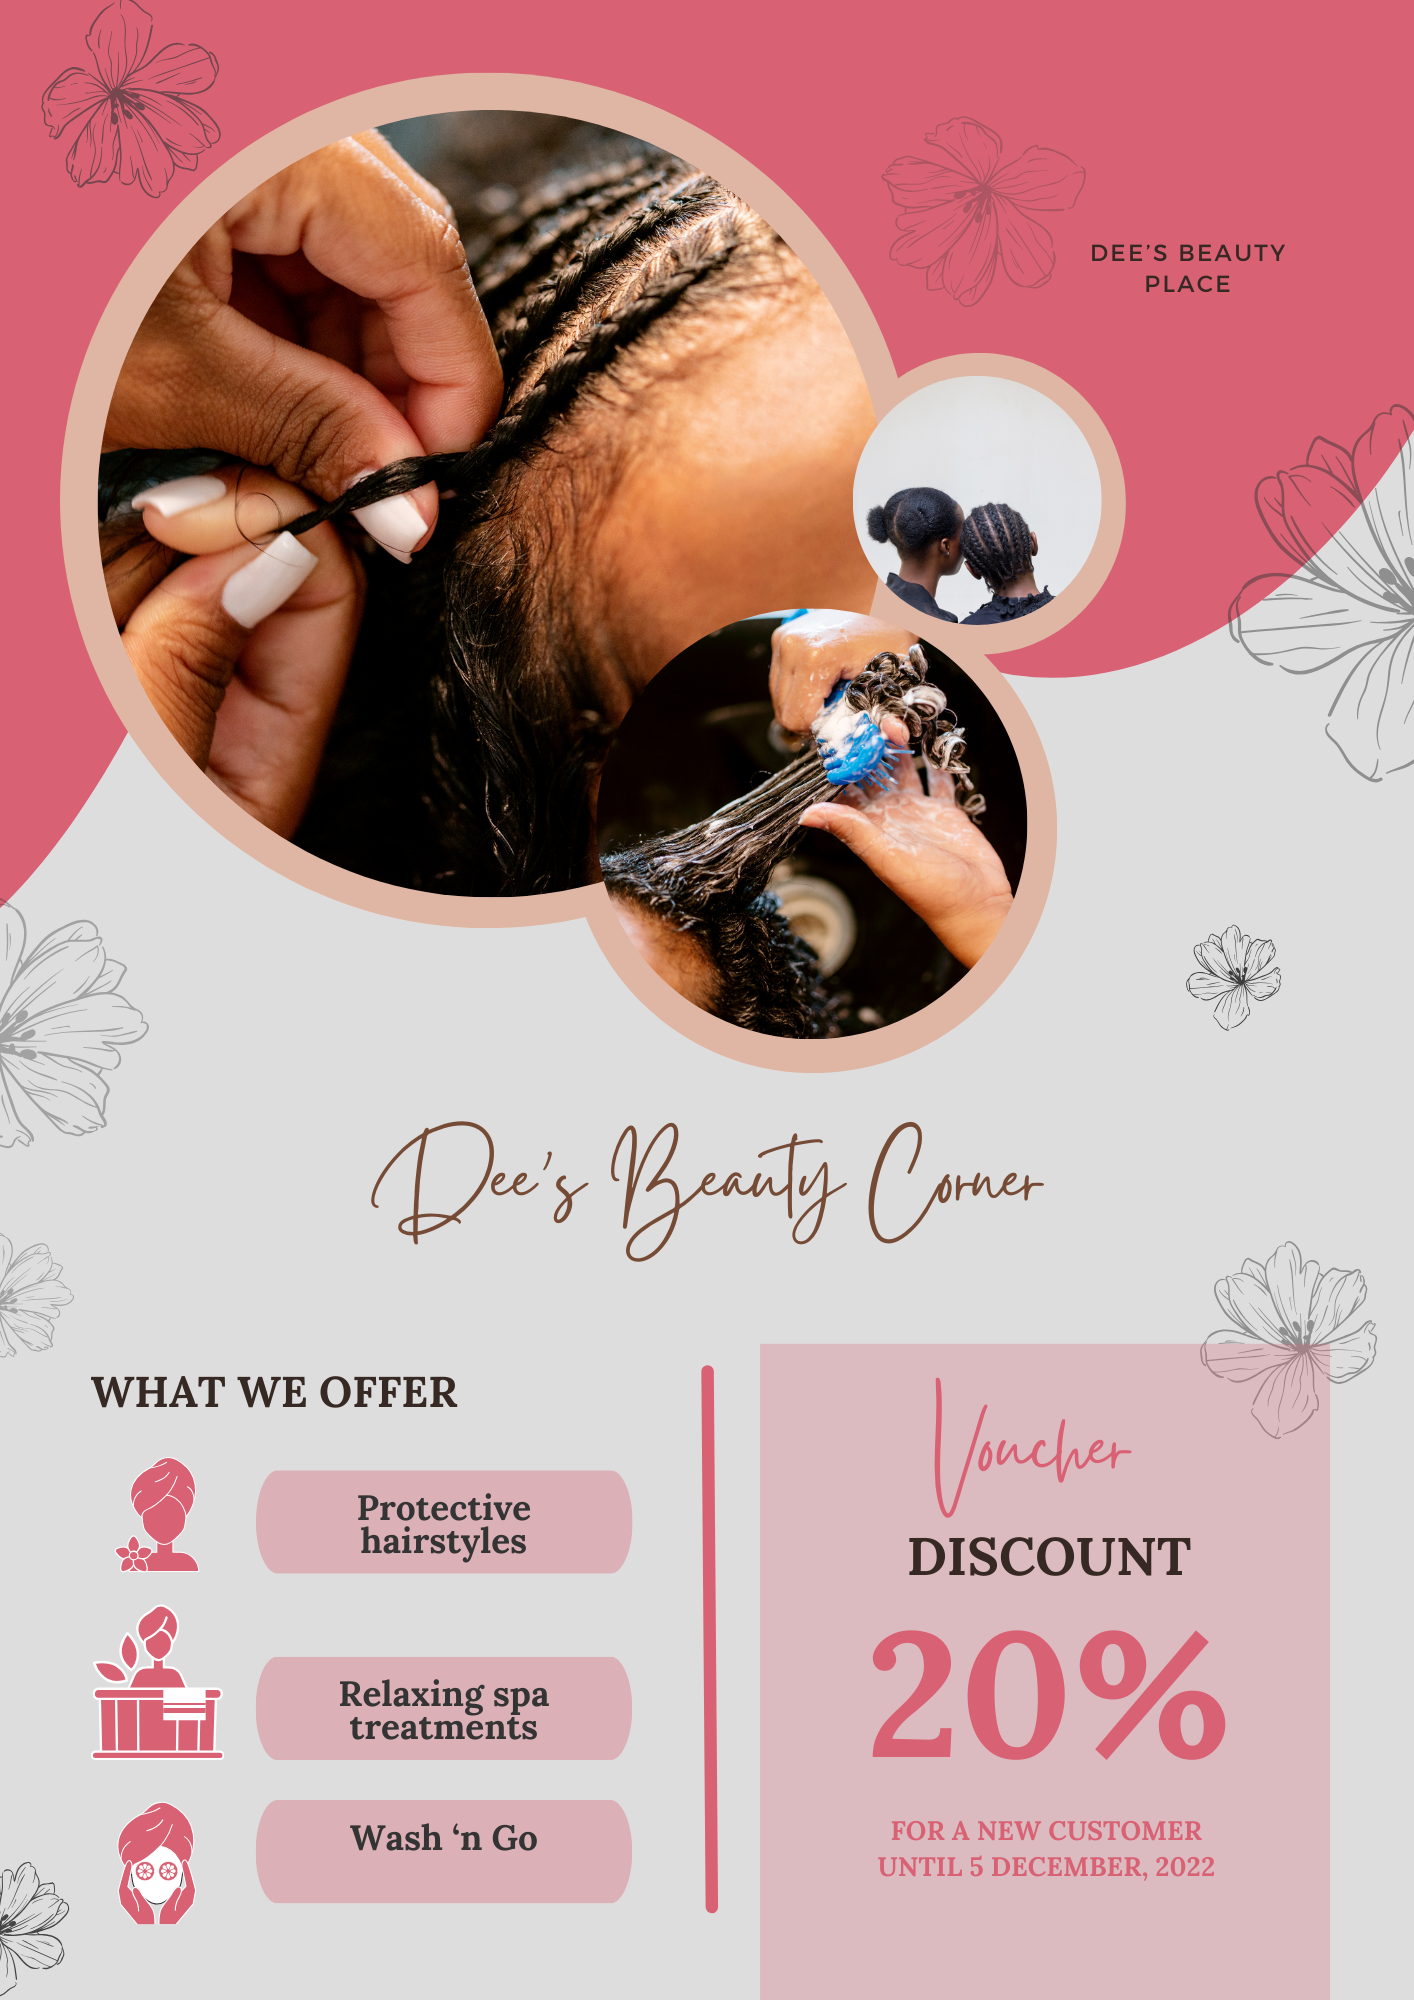 DEE'S BEAUTY
PLACE
Dee's Beauty Corner
WHAT WE OFFER
Protective
hairstyles
Relaxing spa
treatments
Wash ‘n Go
Voucher
DISCOUNT
20%
FOR A NEW CUSTOMER
UNTIL 5 DECEMBER, 2022